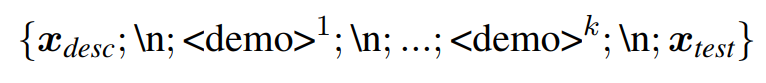 {x_desc; \n; <demo>^1; \n; ...; <demo>^k; \n; x_test}